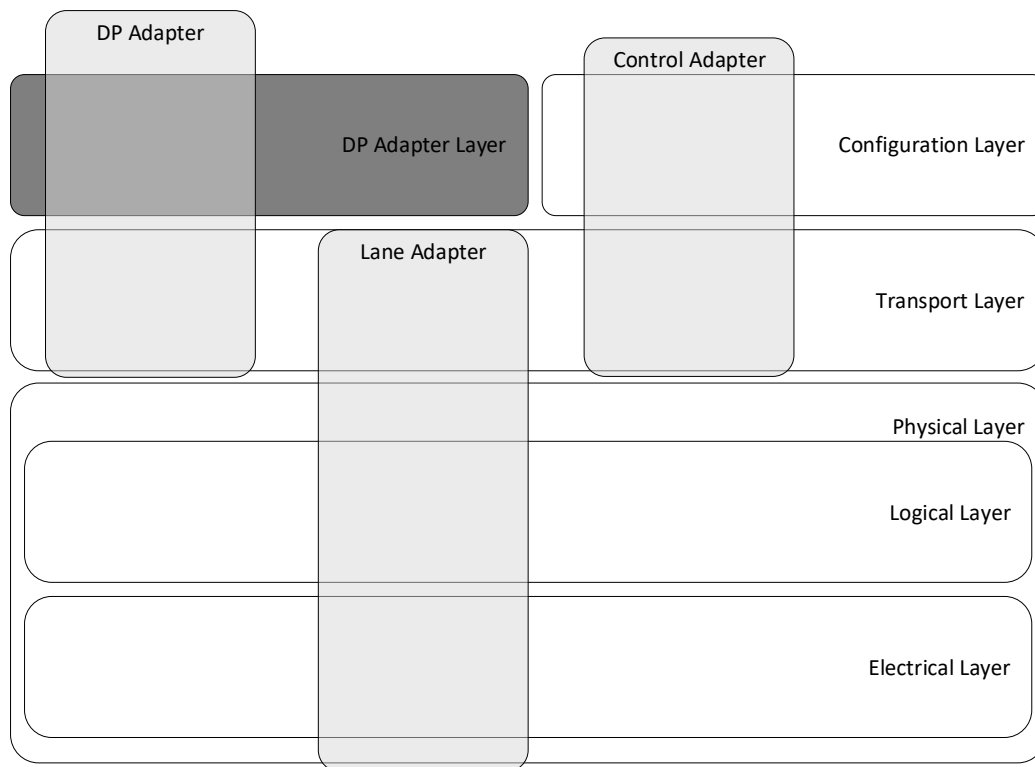 DP Adapter
Control Adapter
DP Adapter Layer
Configuration Layer
Lane Adapter
Transport Layer
Physical Layer
Logical Layer
Electrical Layer